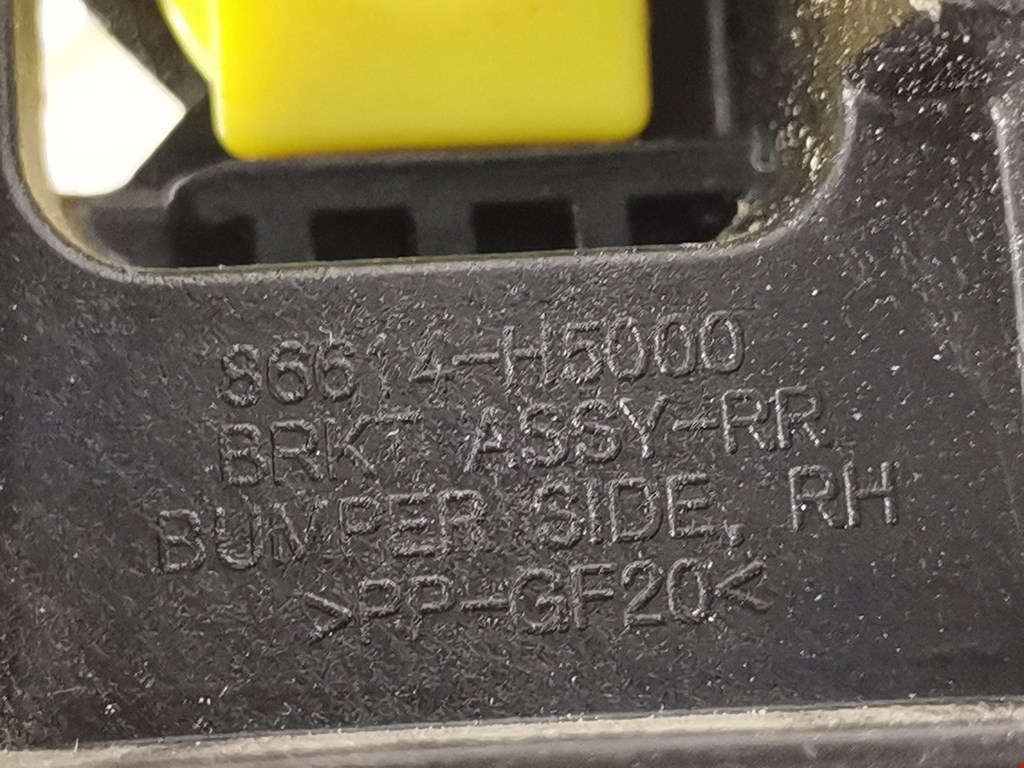 86614-H5000
BRKT ASSY-RR
BUMPER SIDE, RH
>PP-GF20<